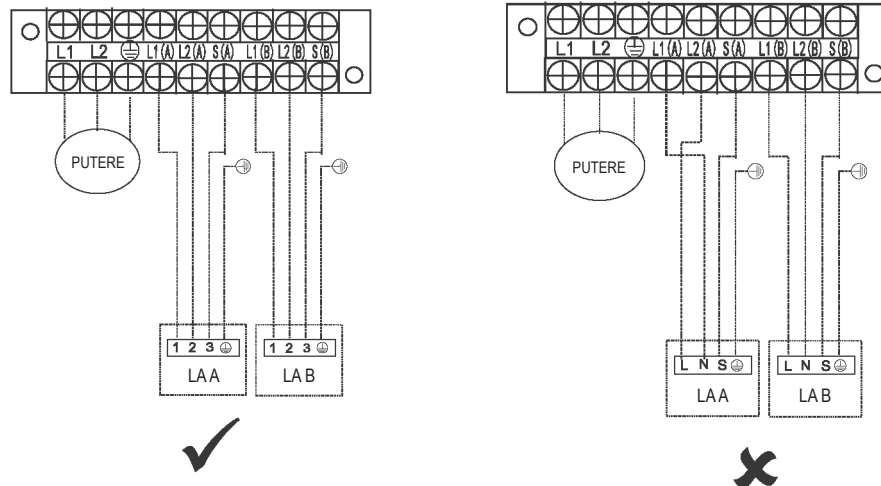 L1 L2 L1(A) L2(A) S(A) L1(B) L2(B) S(B)
PUTERE
1 2 3
1 2 3
LA A
LA B
L1 L2 L1(A) L2(A) S(A) L1(B) L2(B) S(B)
PUTERE
L N S
L N S
LA A
LA B